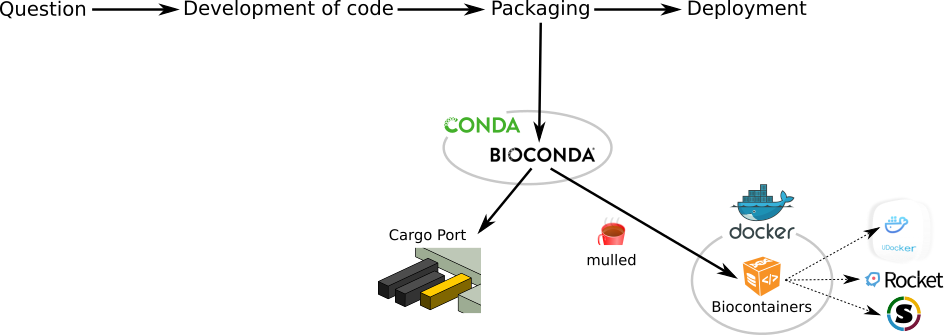 Question
Development of code
Packaging
Deployment
CONDA
BIOCONDA
Cargo Port
mulled
docker
Biocontainers
</>
uDocker
Rocket
S